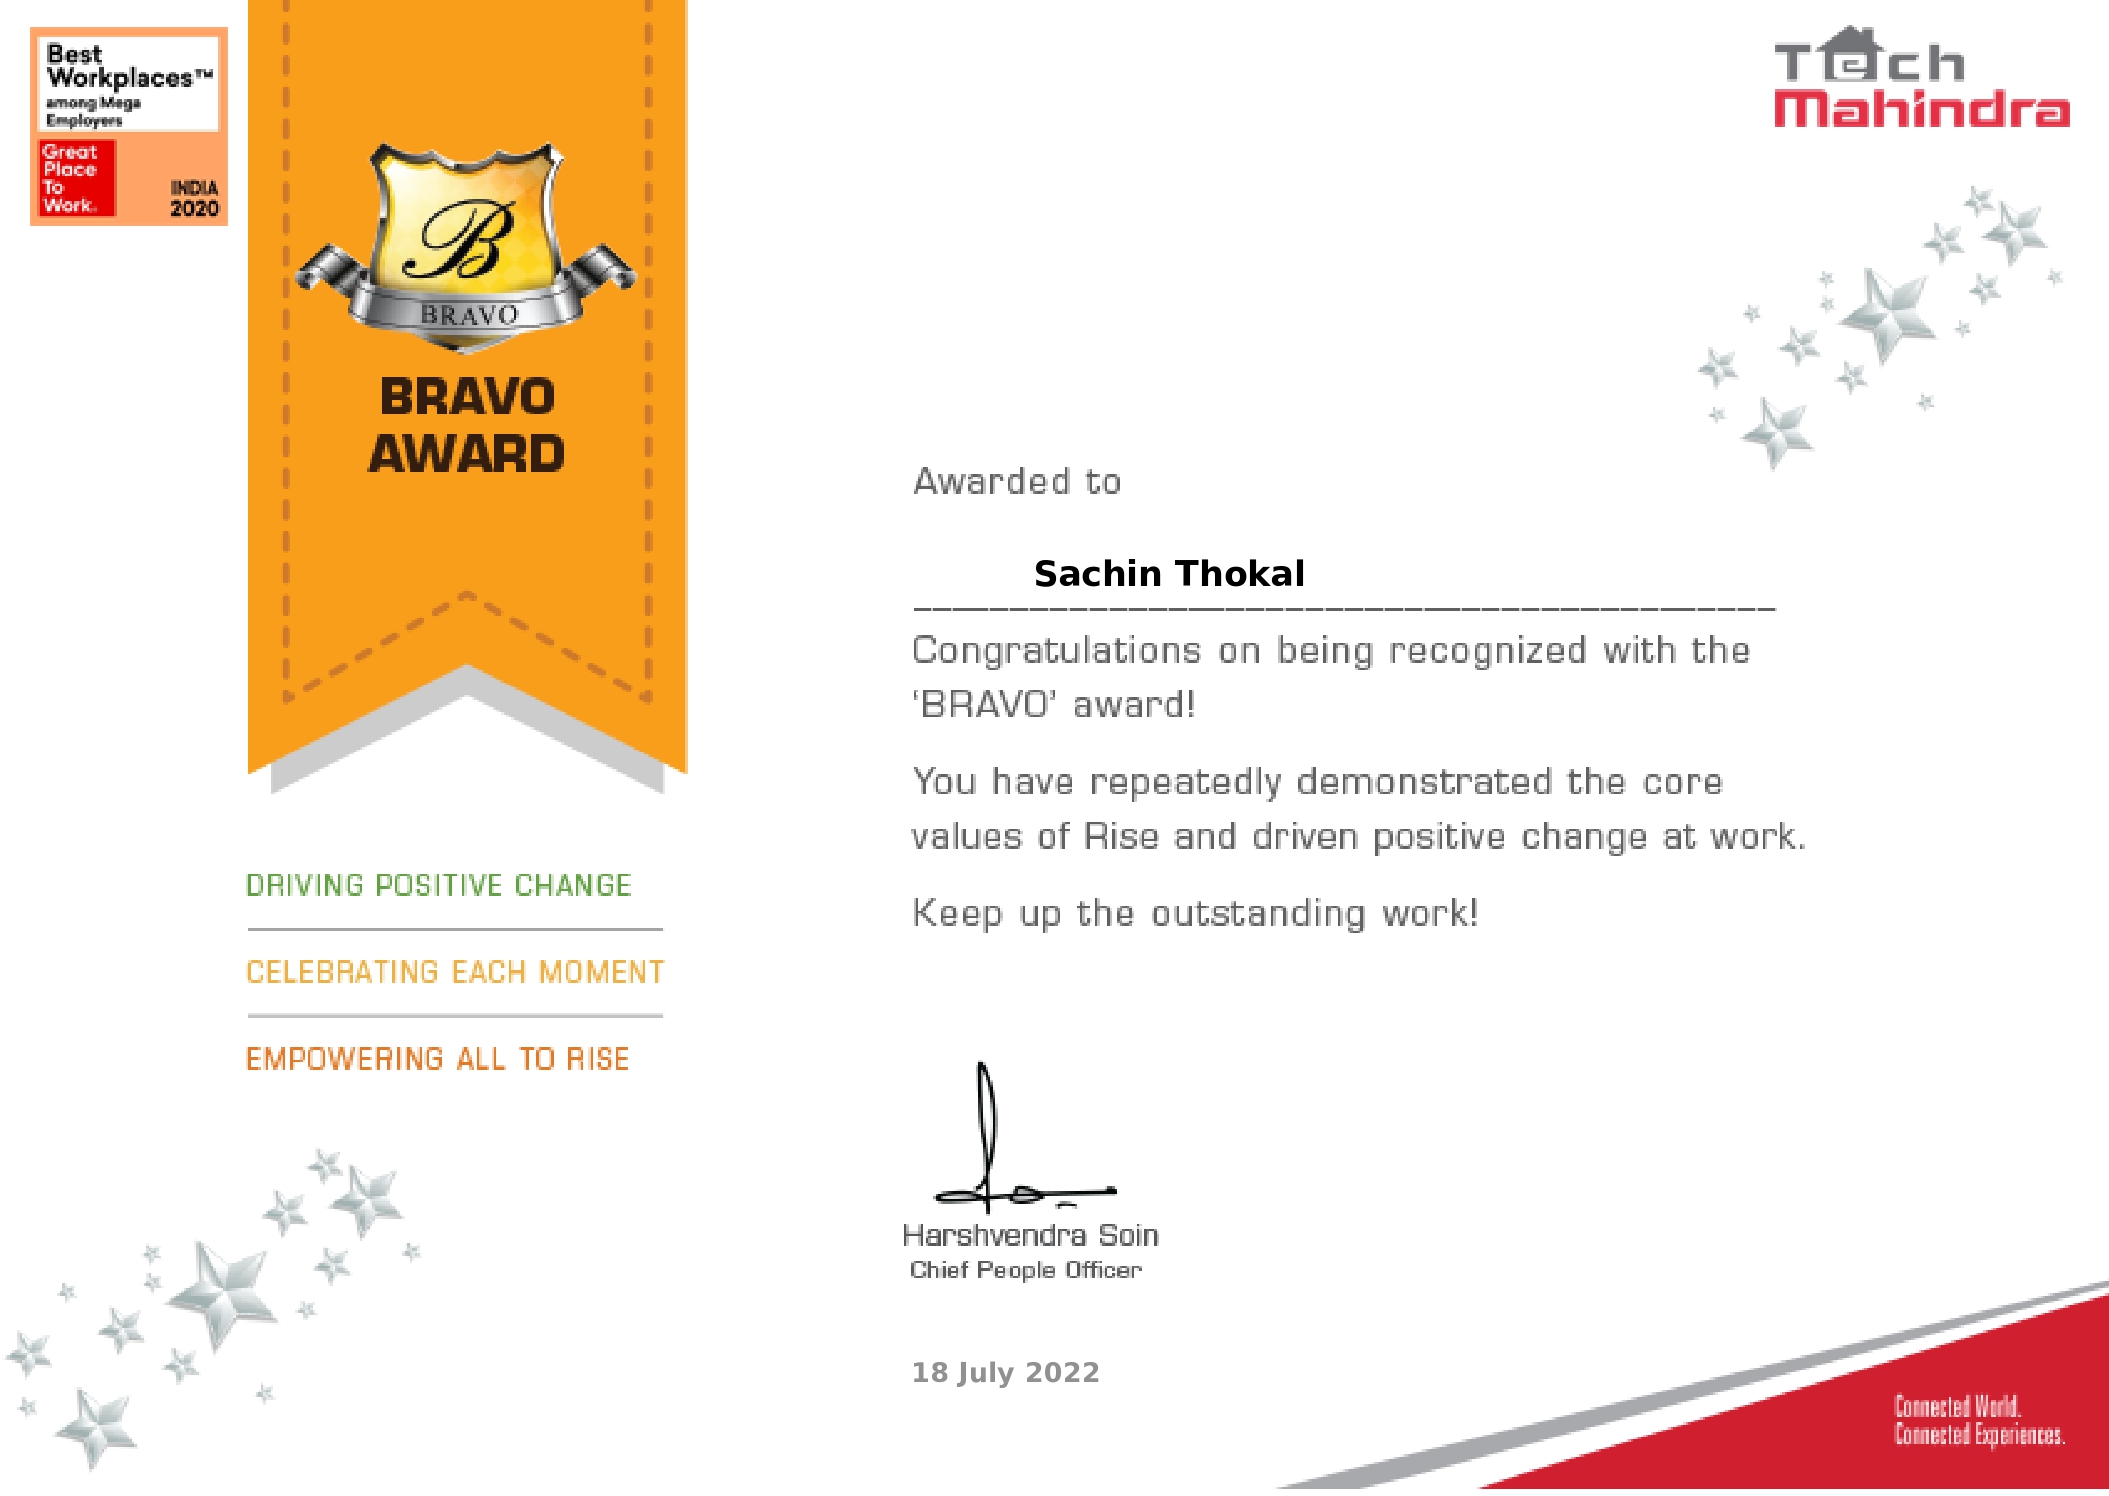 Best
Workplaces™
among Mega
Employers
Great
Place
To
Work.
INDIA
2020
B
BRAVO
BRAVO
AWARD
DRIVING POSITIVE CHANGE
CELEBRATING EACH MOMENT
EMPOWERING ALL TO RISE
Tech
Mahindra
Awarded to
Sachin Thokal
Congratulations on being recognized with the
‘BRAVO’ award!
You have repeatedly demonstrated the core
values of Rise and driven positive change at work.
Keep up the outstanding work!
Harshvendra Soin
Chief People Officer
18 July 2022
Connected World.
Connected Experiences.